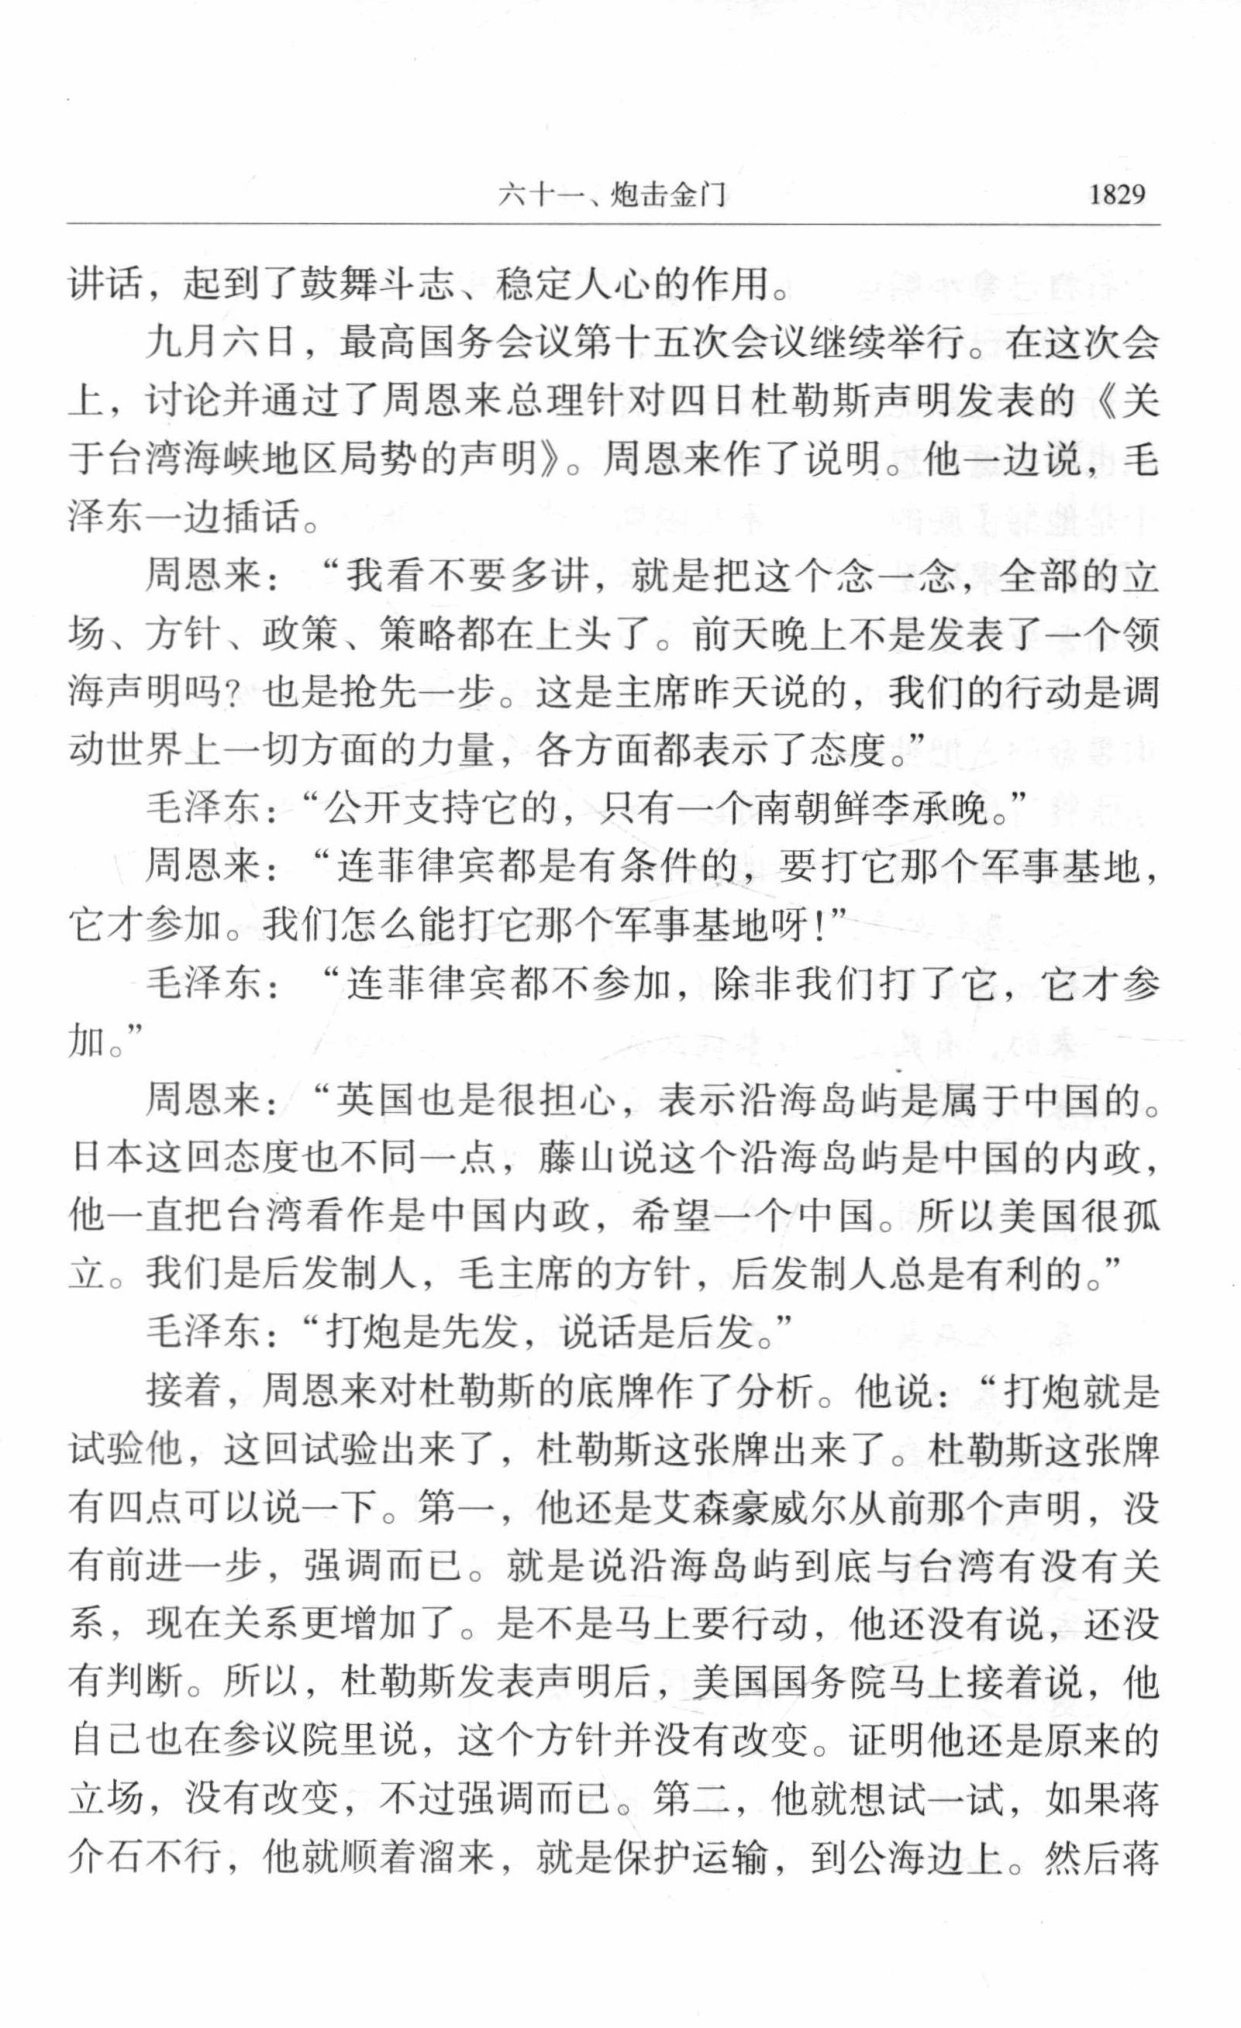 六十一、炮击金门 1829
讲话，起到了鼓舞斗志、稳定人心的作用。
九月六日，最高国务会议第十五次会议继续举行。在这次会
上，讨论并通过了周恩来总理针对四日杜勒斯声明发表的《关
于台湾海峡地区局势的声明》。周恩来作了说明。他一边说，毛
泽东一边插话。
周恩来：“我看不要多讲，就是把这个念一念，全部的立
场、方针、政策、策略都在上头了。前天晚上不是发表了一个领
海声明吗？也是抢先一步。这是主席昨天说的，我们的行动是调
动世界上一切方面的力量，各方面都表示了态度。”
毛泽东：“公开支持它的，只有一个南朝鲜李承晚。”
周恩来：“连菲律宾都是有条件的，要打它那个军事基地，
它才参加。我们怎么能打它那个军事基地呀！”
毛泽东：“连菲律宾都不参加，除非我们打了它，它才参
加。”
周恩来：“英国也是很担心，表示沿海岛屿是属于中国的。
日本这回态度也不同一点，藤山说这个沿海岛屿是中国的内政，
他一直把台湾看作是中国内政，希望一个中国。所以美国很孤
立。我们是后发制人，毛主席的方针，后发制人总是有利的。”
毛泽东：“打炮是先发，说话是后发。”
接着，周恩来对杜勒斯的底牌作了分析。他说：“打炮就是
试验他，这回试验出来了，杜勒斯这张牌出来了。杜勒斯这张牌
有四点可以说一下。第一，他还是艾森豪威尔从前那个声明，没
有前进一步，强调而已。就是说沿海岛屿到底与台湾有没有关
系，现在关系更增加了。是不是马上要行动，他还没有说，还没
有判断。所以，杜勒斯发表声明后，美国国务院马上接着说，他
自己也在参议院里说，这个方针并没有改变。证明他还是原来的
立场，没有改变，不过强调而已。第二，他就想试一试，如果蒋
介石不行，他就顺着溜来，就是保护运输，到公海边上。然后蒋